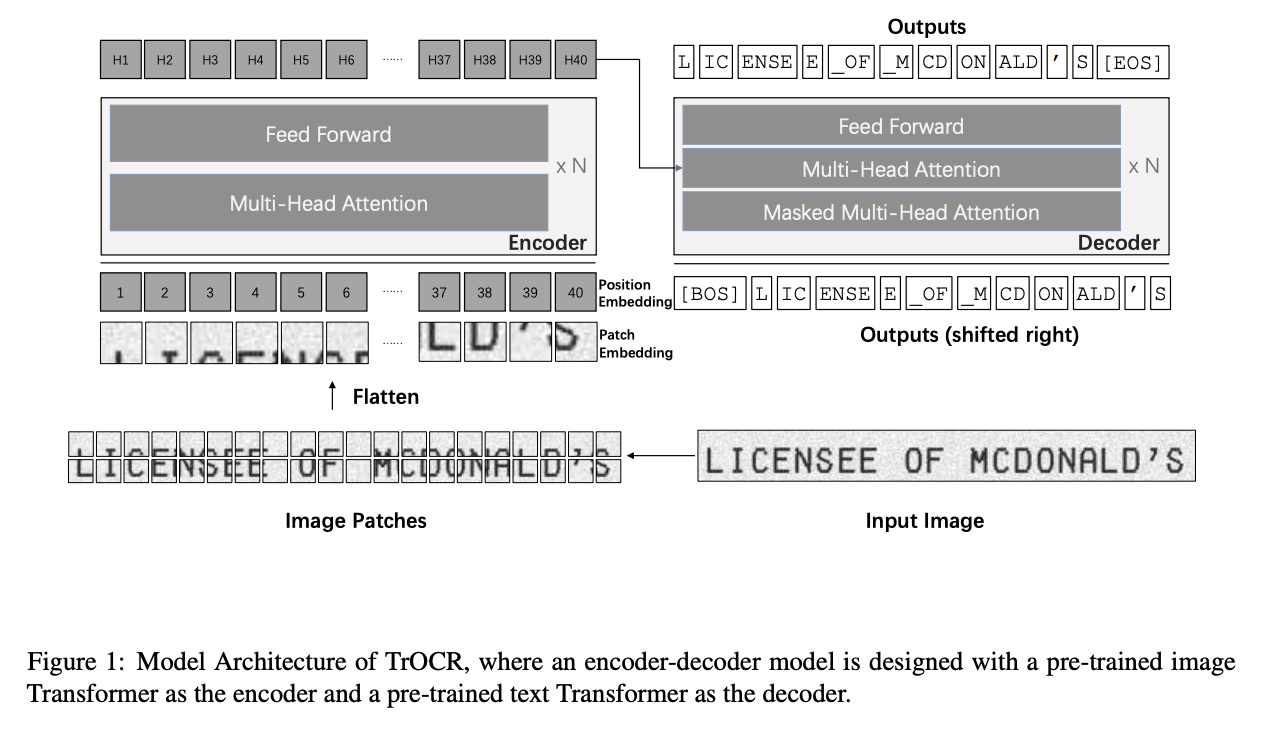 Outputs
H1 H2 H3 H4 H5 H6 ...... H37 H38 H39 H40
L IC ENSE E _OF _M CD ON ALD ' S [EOS]
Feed Forward
Multi-Head Attention
x N
Encoder
Feed Forward
Multi-Head Attention
Masked Multi-Head Attention
x N
Decoder
1 2 3 4 5 6 ...... 37 38 39 40
Position
Embedding
[BOS] L IC ENSE E _OF _M CD ON ALD ' S
...... LD'S
Patch
Embedding
Outputs (shifted right)
Flatten
LICENSEE OF MCDONALD'S
LICENSEE OF MCDONALD'S
Image Patches
Input Image
Figure 1: Model Architecture of TrOCR, where an encoder-decoder model is designed with a pre-trained image
Transformer as the encoder and a pre-trained text Transformer as the decoder.